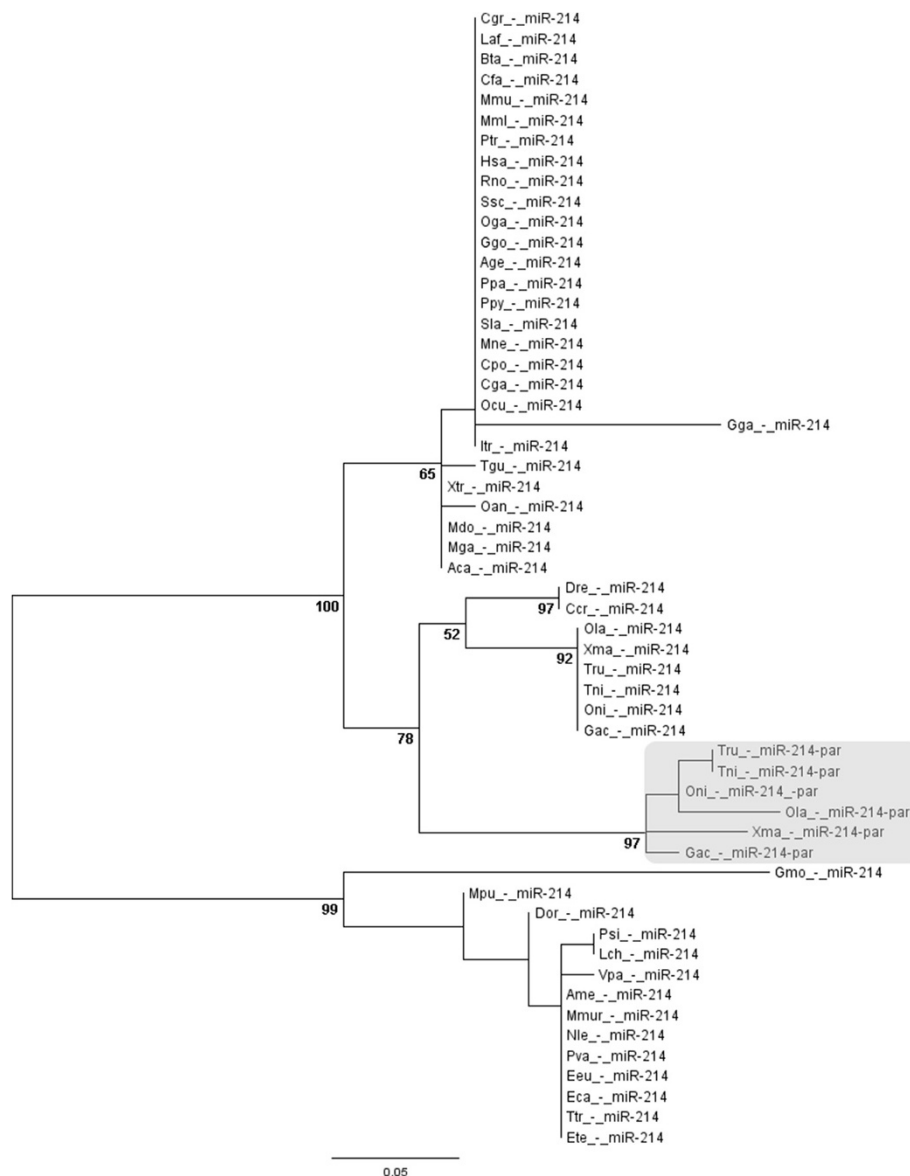 Cgr_-_miR-214
Laf_-_miR-214
Bta_-_miR-214
Cfa_-_miR-214
Mmu_-_miR-214
Mml_-_miR-214
Ptr_-_miR-214
Hsa_-_miR-214
Rno_-_miR-214
Ssc_-_miR-214
Oga_-_miR-214
Ggo_-_miR-214
Age_-_miR-214
Ppa_-_miR-214
Ppy_-_miR-214
Sla_-_miR-214
Mne_-_miR-214
Cpo_-_miR-214
Cga_-_miR-214
Ocu_-_miR-214
Gga_-_miR-214
Itr_-_miR-214
Tgu_-_miR-214
65
Xtr_-_miR-214
Oan_-_miR-214
Mdo_-_miR-214
Mga_-_miR-214
Aca_-_miR-214
Dre_-_miR-214
100
97
Ccr_-_miR-214
Ola_-_miR-214
52
Xma_-_miR-214
92
Tru_-_miR-214
Tni_-_miR-214
Oni_-_miR-214
Gac_-_miR-214
78
Tru_-_miR-214-par
Tni_-_miR-214-par
Oni_-_miR-214_-par
Ola_-_miR-214-par
Xma_-_miR-214-par
97
Gac_-_miR-214-par
Gmo_-_miR-214
Mpu_-_miR-214
99
Dor_-_miR-214
Psi_-_miR-214
Lch_-_miR-214
Vpa_-_miR-214
Ame_-_miR-214
Mmur_-_miR-214
Nle_-_miR-214
Pva_-_miR-214
Eeu_-_miR-214
Eca_-_miR-214
Ttr_-_miR-214
Ete_-_miR-214
0.05